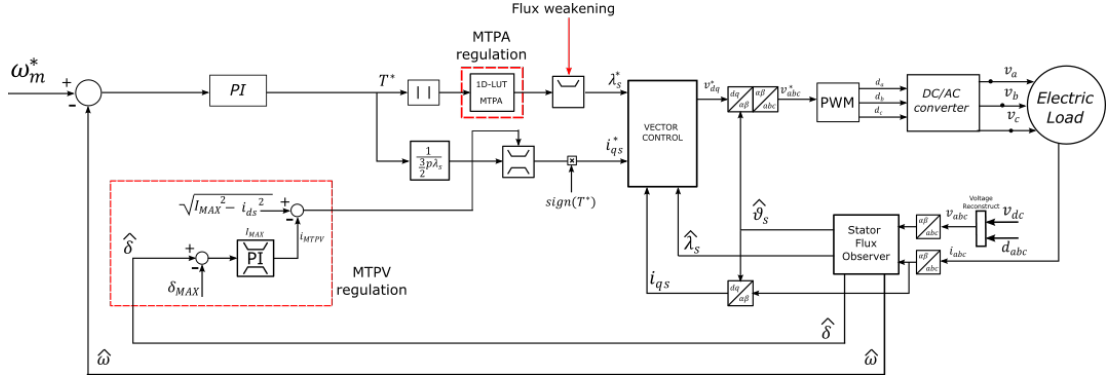 Flux weakening
MTPA
regulation
ω*m
+
-
PI
T*
| |
1D-LUT
MTPA
λ*s
VECTOR
CONTROL
v*dq
dq
αβ
αβ
abc
v*abc
PWM
da
db
dc
DC/AC
converter
va
vb
vc
Electric
Load
1
3/2 pλs
i*qs
×
sign(T*)
√IMAX² − ids²
+
-
iMTPV
IMAX
PI
δ̂
+
-
δMAX
MTPV
regulation
ϑ̂s
λ̂s
iqs
dq
αβ
Stator
Flux
Observer
αβ
abc
vabc
Voltage
Reconstruct
vdc
dabc
αβ
abc
iabc
δ̂
ω̂
ω̂